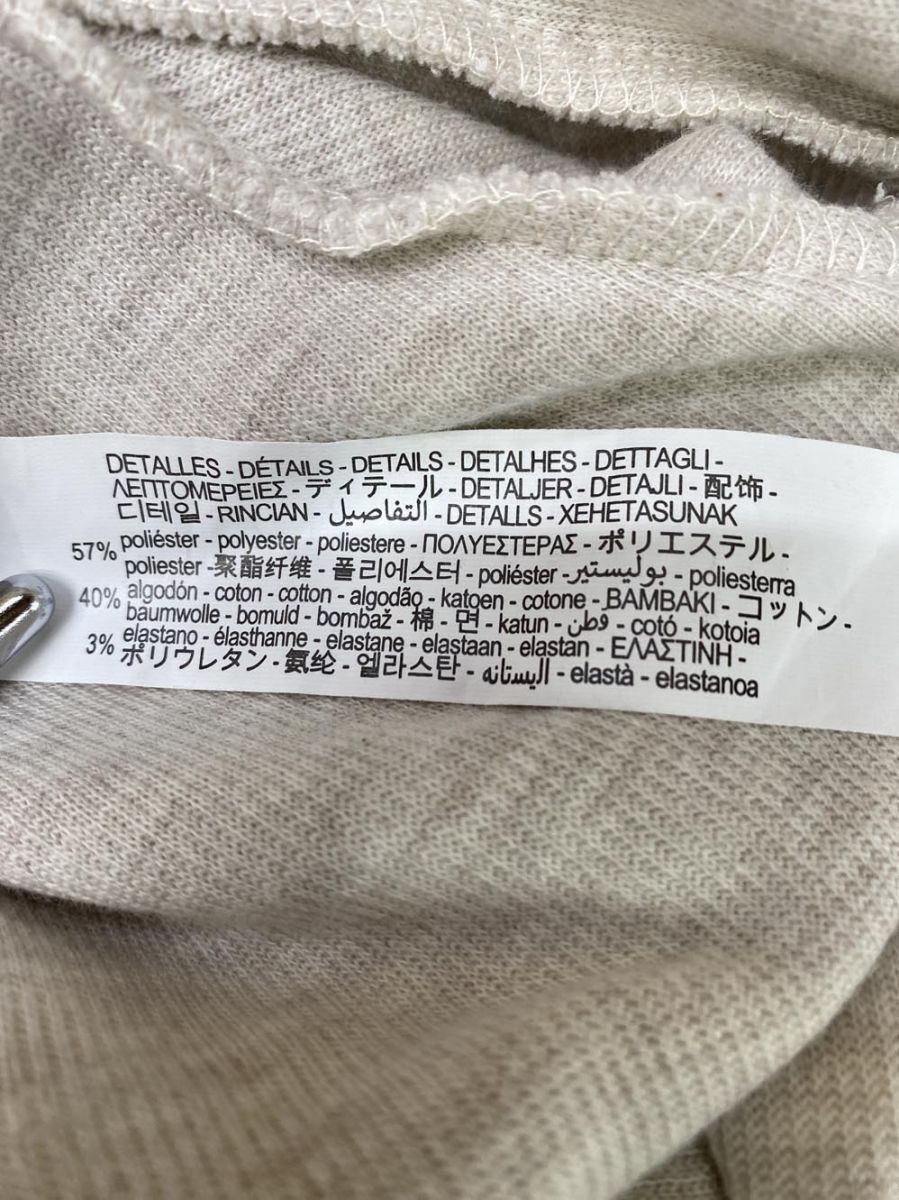 DETALLES - DÉTAILS - DETAILS - DETALHES - DETTAGLI -
ΛΕΠΤΟΜΕΡΕΙΕΣ - ディテール - DETALJER - DETAJLI - 配饰 -
디테일 - RINCIAN - التفاصيل - DETALLS - XEHETASUNAK
57% poliéster - polyester - poliestere - ΠΟΛΥΕΣΤΕΡΑΣ - ポリエステル -
poliester - 聚酯纤维 - 폴리에스터 - poliéster - بوليستير - poliesterra
40% algodón - coton - cotton - algodão - katoen - cotone - BAMBAKI - コットン -
baumwolle - bomuld - bombaž - 棉 - 면 - katun - قطن - cotó - kotoia
3% elastano - élasthanne - elastane - elastaan - elastan - ΕΛΑΣΤΙΝΗ -
ポリウレタン - 氨纶 - 엘라스탄 - اليستانه - elastà - elastanoa